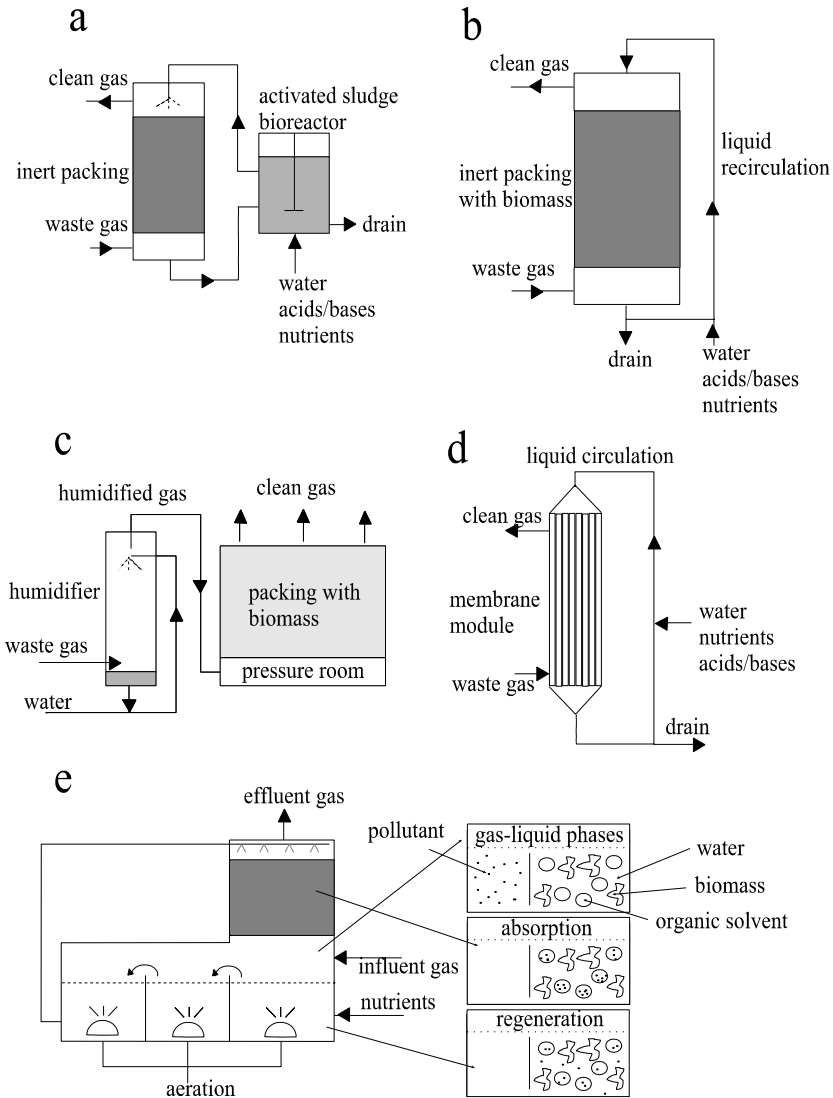 a
clean gas
activated sludge
bioreactor
inert packing
waste gas
drain
water
acids/bases
nutrients
b
clean gas
liquid
recirculation
inert packing
with biomass
waste gas
drain
water
acids/bases
nutrients
c
humidified gas
clean gas
humidifier
packing with
biomass
waste gas
pressure room
water
d
liquid circulation
clean gas
membrane
module
water
nutrients
acids/bases
waste gas
drain
e
effluent gas
pollutant
gas-liquid phases
water
biomass
organic solvent
absorption
influent gas
nutrients
regeneration
aeration